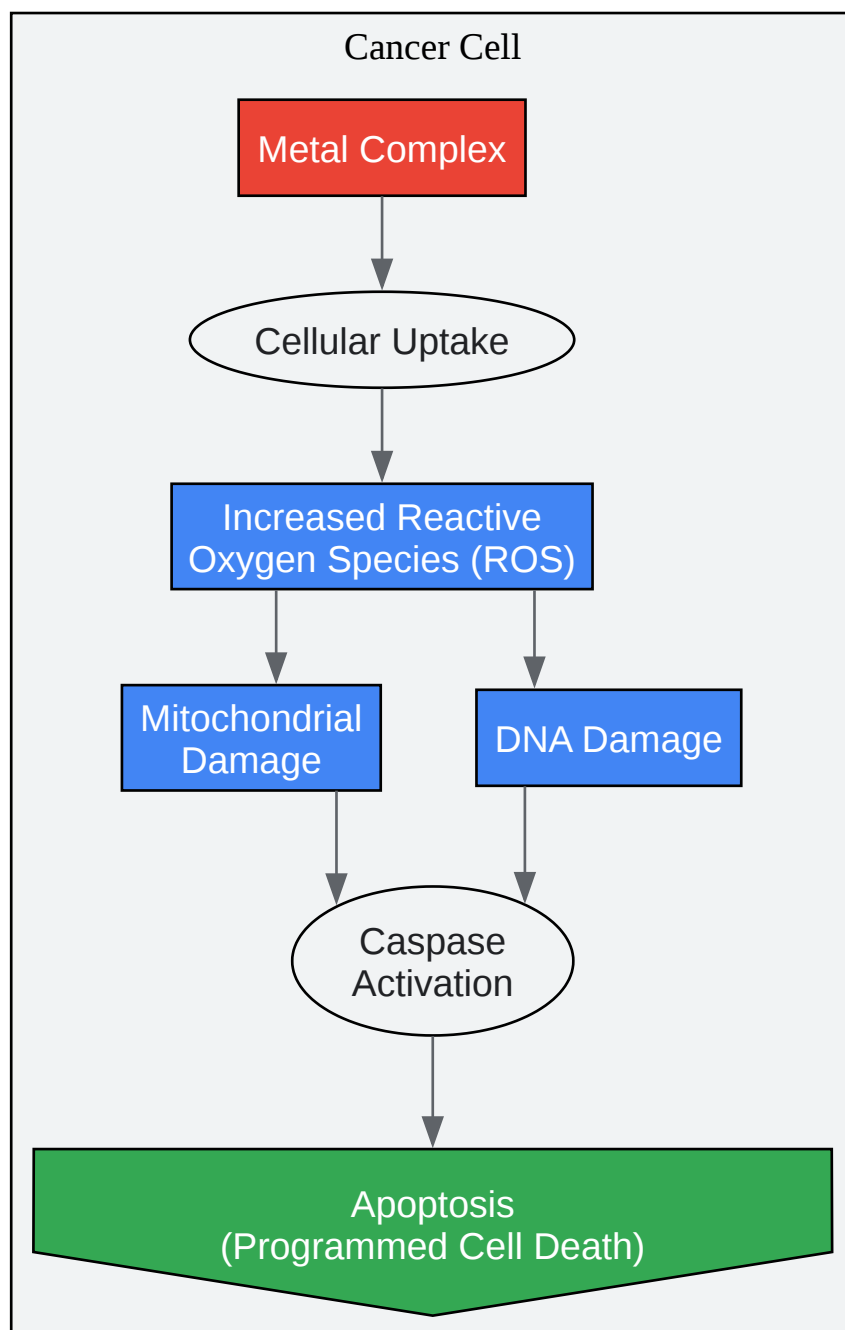 Cancer Cell
Metal Complex
Cellular Uptake
Increased Reactive
Oxygen Species (ROS)
Mitochondrial
Damage
DNA Damage
Caspase
Activation
Apoptosis
(Programmed Cell Death)